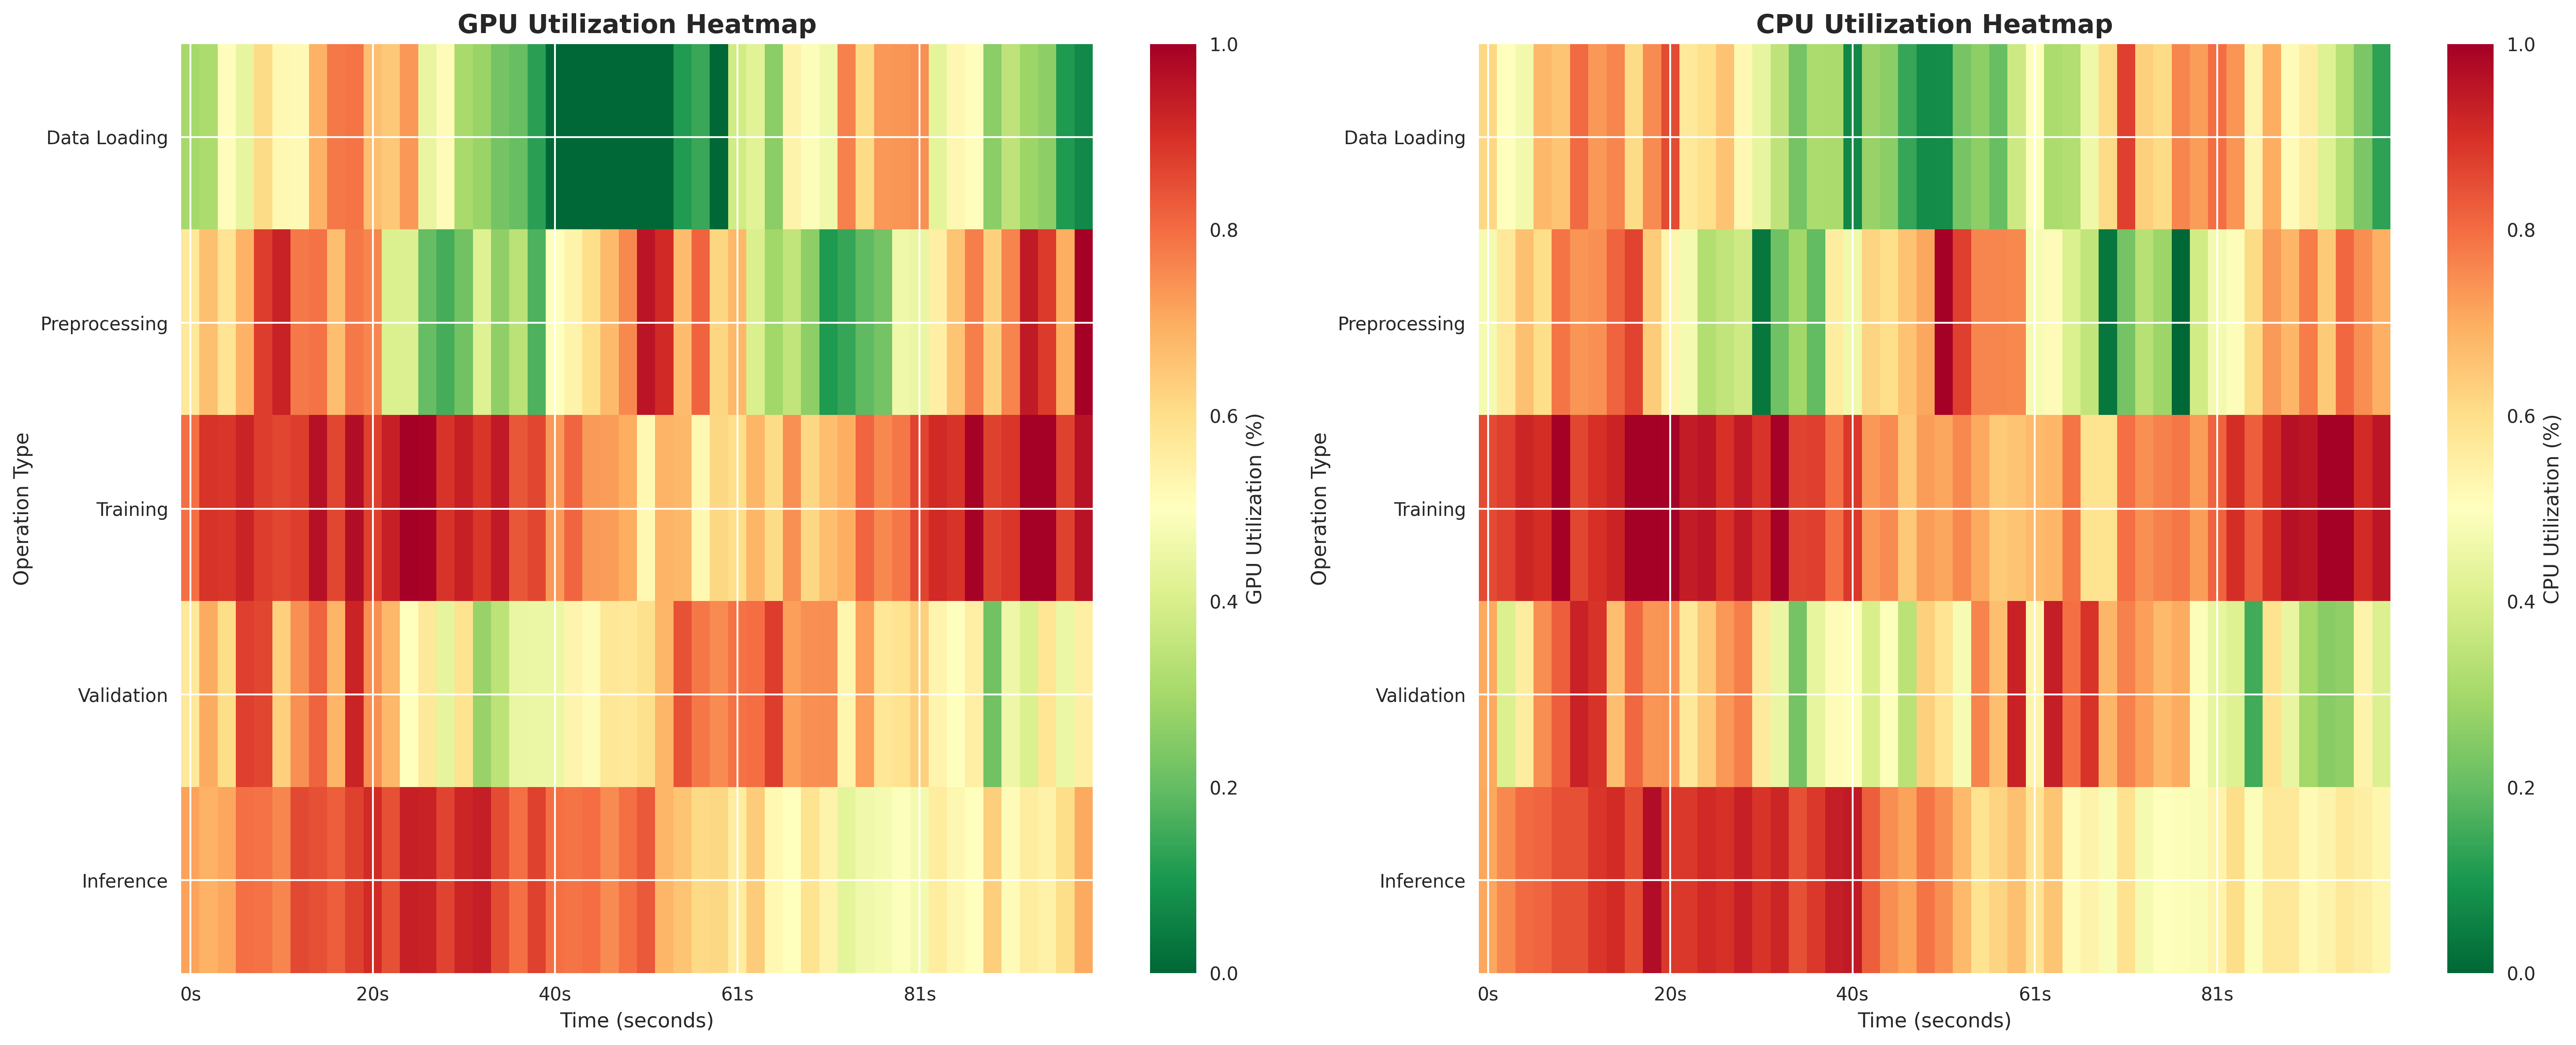 GPU Utilization Heatmap
Operation Type
Data Loading
Preprocessing
Training
Validation
Inference
0s
20s
40s
61s
81s
Time (seconds)
1.0
0.8
0.6
0.4
0.2
0.0
GPU Utilization (%)
CPU Utilization Heatmap
Operation Type
Data Loading
Preprocessing
Training
Validation
Inference
0s
20s
40s
61s
81s
Time (seconds)
1.0
0.8
0.6
0.4
0.2
0.0
CPU Utilization (%)